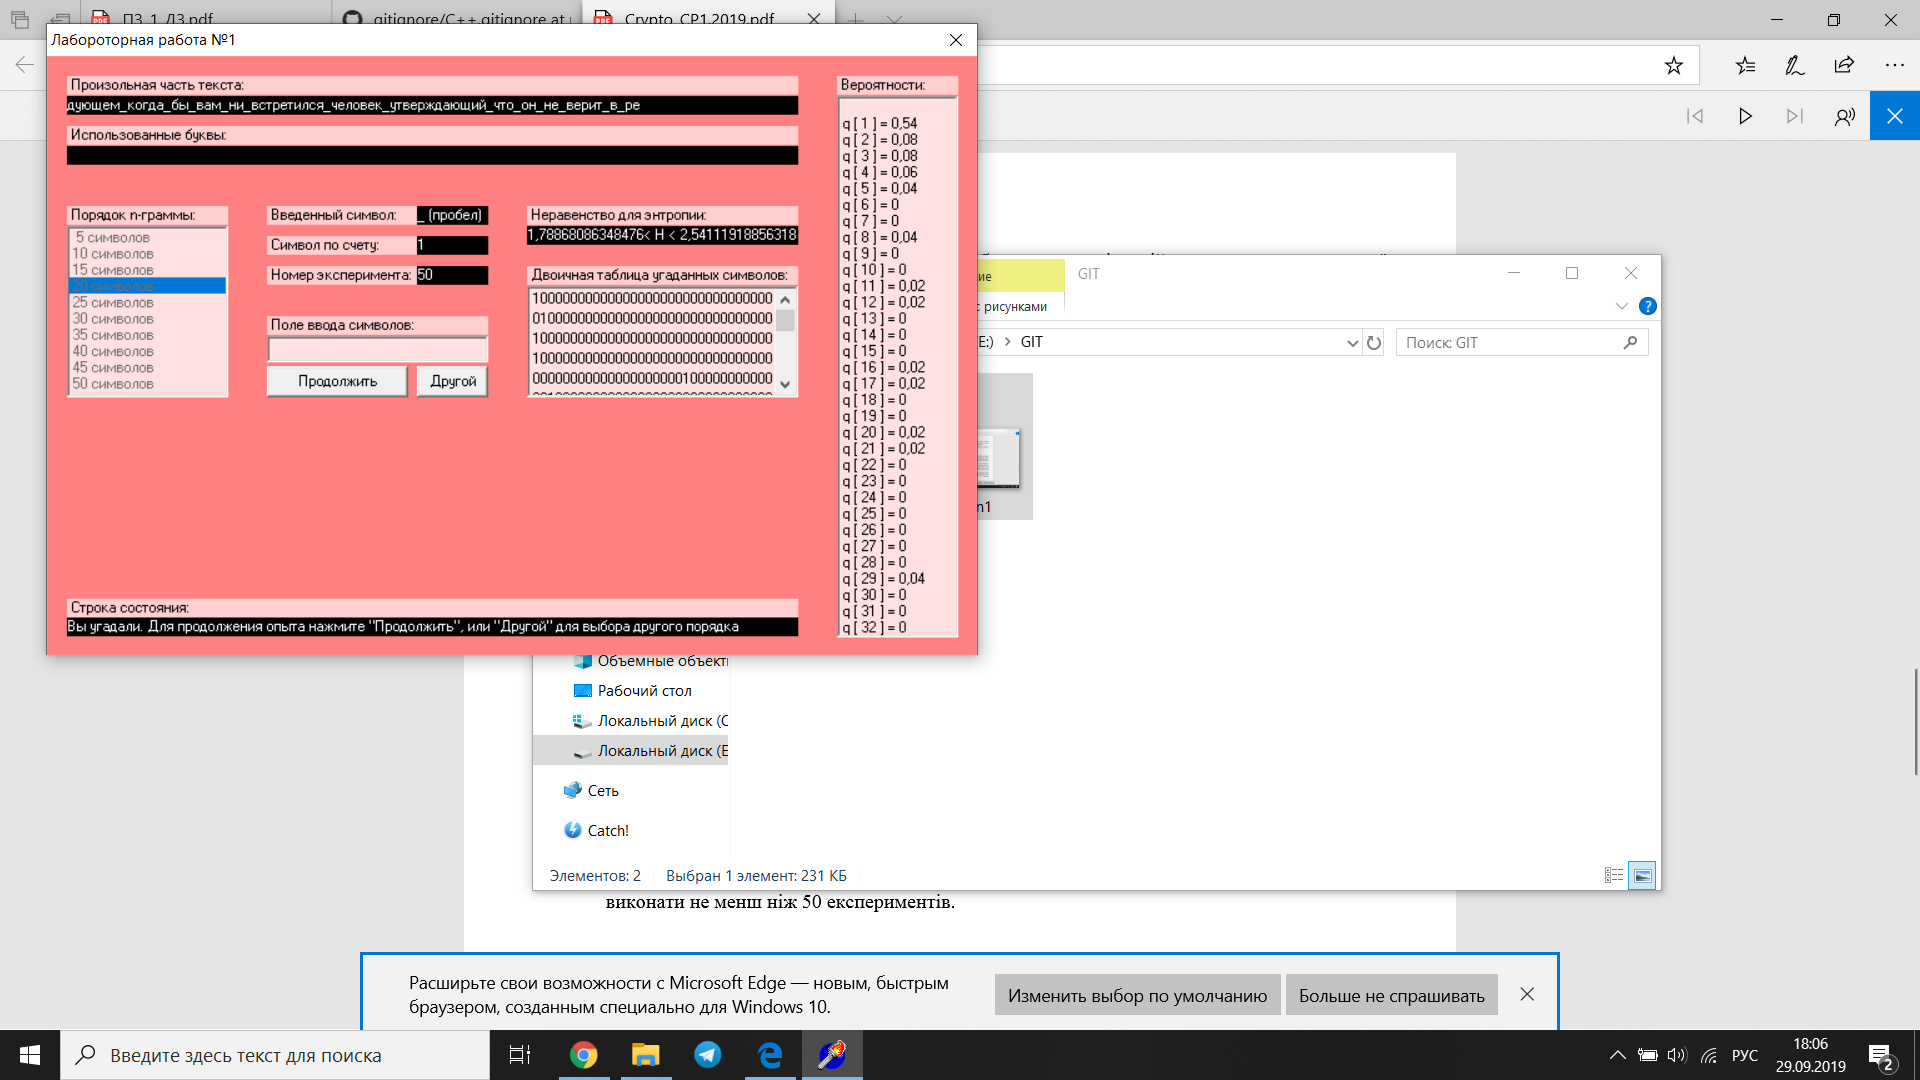 ПЗ_1_ДЗ.pdf
gitignore/C++.gitignore at
Crypto_CP1.2019.pdf
Лабороторная работа №1
Произольная часть текста:
дующем_когда_бы_вам_ни_встретился_человек_утверждающий_что_он_не_верит_в_ре
Использованные буквы:
Порядок n-граммы:
5 символов
10 символов
15 символов
20 символов
25 символов
30 символов
35 символов
40 символов
45 символов
50 символов
Введенный символ: _ (пробел)
Символ по счету: 1
Номер эксперимента: 50
Поле ввода символов:
Продолжить
Другой
Неравенство для энтропии:
1,78868086348476< H < 2,54111918856318
Двоичная таблица угаданных символов:
10000000000000000000000000000000
01000000000000000000000000000000
10000000000000000000000000000000
10000000000000000000000000000000
00000000000000000000100000000000
Вероятности:
q [ 1 ] = 0,54
q [ 2 ] = 0,08
q [ 3 ] = 0,08
q [ 4 ] = 0,06
q [ 5 ] = 0,04
q [ 6 ] = 0
q [ 7 ] = 0
q [ 8 ] = 0,04
q [ 9 ] = 0
q [ 10 ] = 0
q [ 11 ] = 0,02
q [ 12 ] = 0,02
q [ 13 ] = 0
q [ 14 ] = 0
q [ 15 ] = 0
q [ 16 ] = 0,02
q [ 17 ] = 0,02
q [ 18 ] = 0
q [ 19 ] = 0
q [ 20 ] = 0,02
q [ 21 ] = 0,02
q [ 22 ] = 0
q [ 23 ] = 0
q [ 24 ] = 0
q [ 25 ] = 0
q [ 26 ] = 0
q [ 27 ] = 0
q [ 28 ] = 0
q [ 29 ] = 0,04
q [ 30 ] = 0
q [ 31 ] = 0
q [ 32 ] = 0
Строка состояния:
Вы угадали. Для продолжения опыта нажмите "Продолжить", или "Другой" для выбора другого порядка
ие
GIT
с рисунками
E:) > GIT
Поиск: GIT
n1
Объемные объект
Рабочий стол
Локальный диск (C
Локальный диск (E
Сеть
Catch!
Элементов: 2
Выбран 1 элемент: 231 КБ
виконати не менш ніж 50 експериментів.
Расширьте свои возможности с Microsoft Edge — новым, быстрым
браузером, созданным специально для Windows 10.
Изменить выбор по умолчанию
Больше не спрашивать
Введите здесь текст для поиска
РУС
18:06
29.09.2019
2